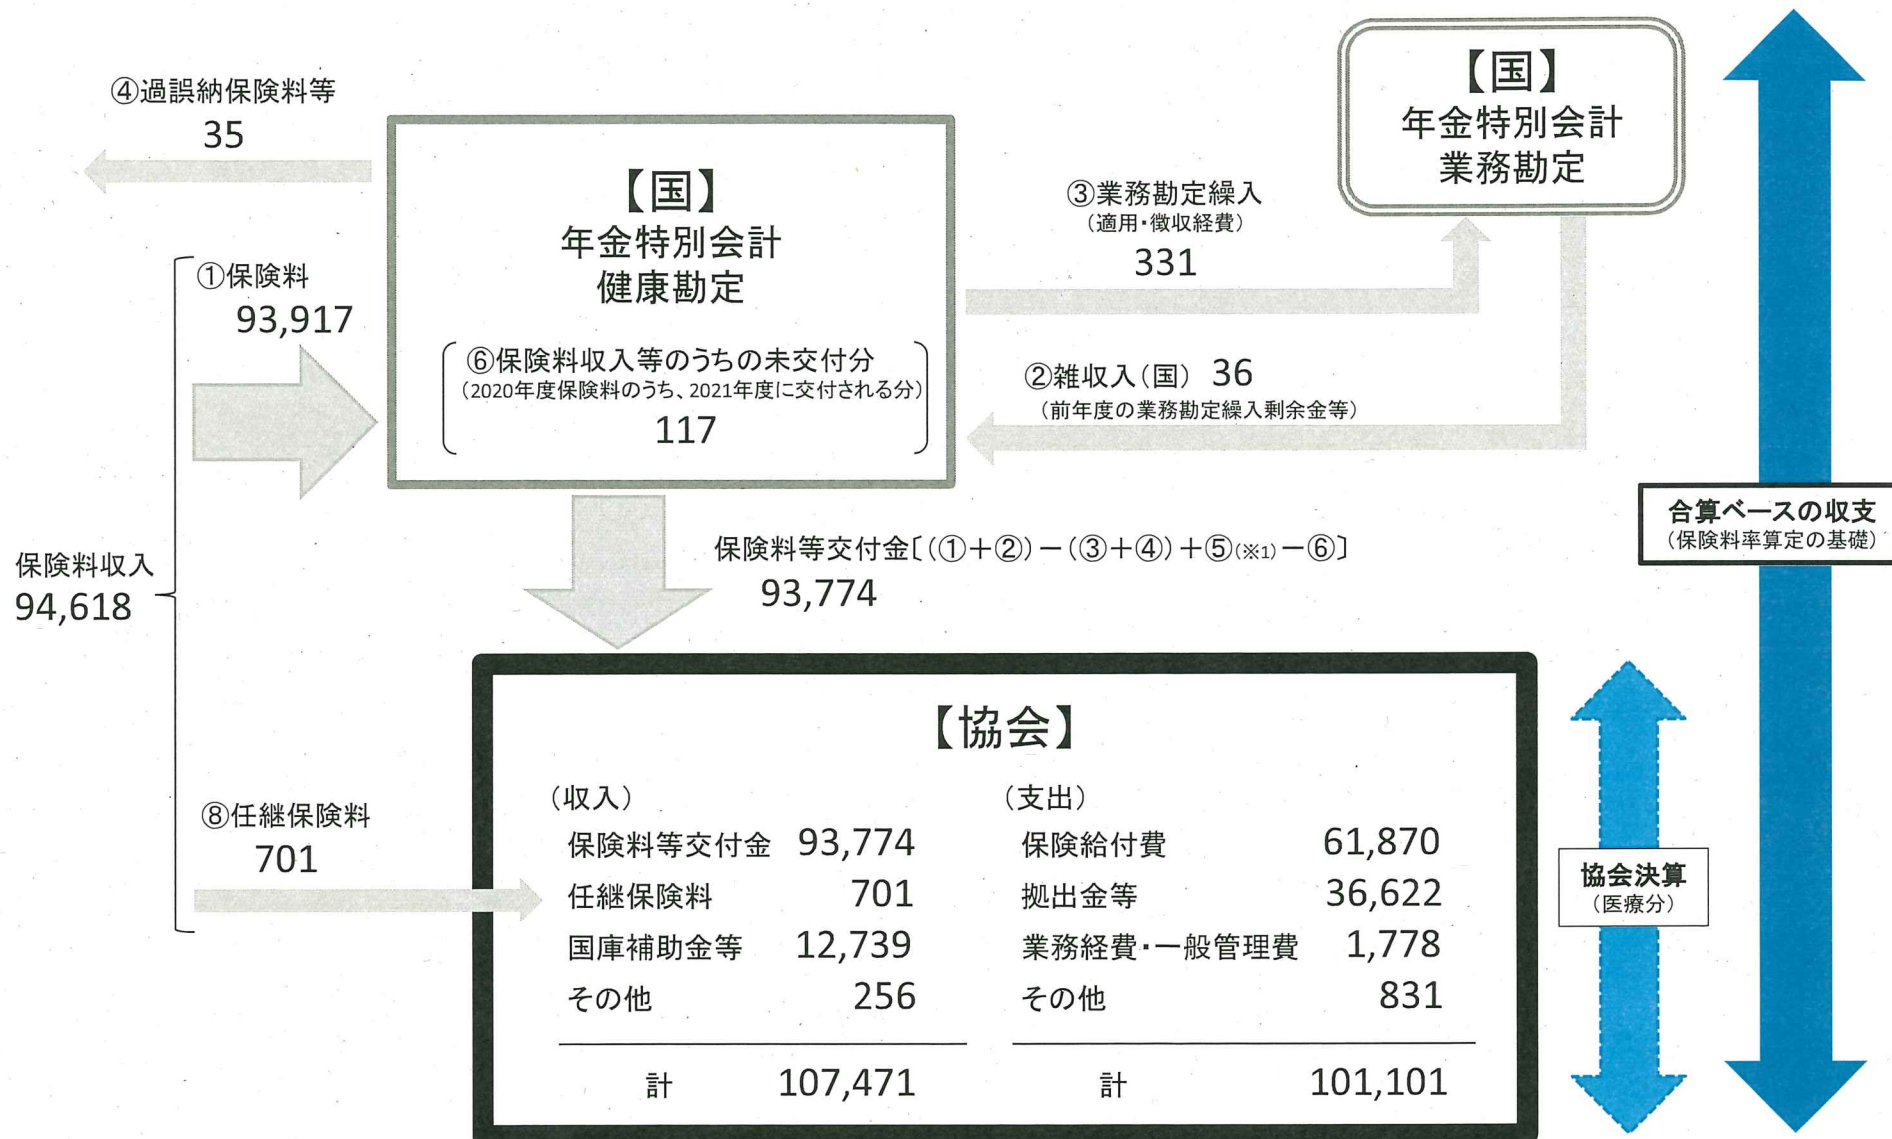 ④過誤納保険料等
35
【国】
年金特別会計
健康勘定
⑥保険料収入等のうちの未交付分
(2020年度保険料のうち、2021年度に交付される分)
117
【国】
年金特別会計
業務勘定
③業務勘定繰入
(適用・徴収経費)
331
②雑収入(国) 36
(前年度の業務勘定繰入剰余金等)
①保険料
93,917
保険料収入
94,618
⑧任継保険料
701
保険料等交付金〔(①+②)-(③+④)+⑤(※1)-⑥〕
93,774
合算ベースの収支
(保険料率算定の基礎)
【協会】
(収入)
保険料等交付金 93,774
任継保険料 701
国庫補助金等 12,739
その他 256
計 107,471
(支出)
保険給付費 61,870
拠出金等 36,622
業務経費・一般管理費 1,778
その他 831
計 101,101
協会決算
(医療分)